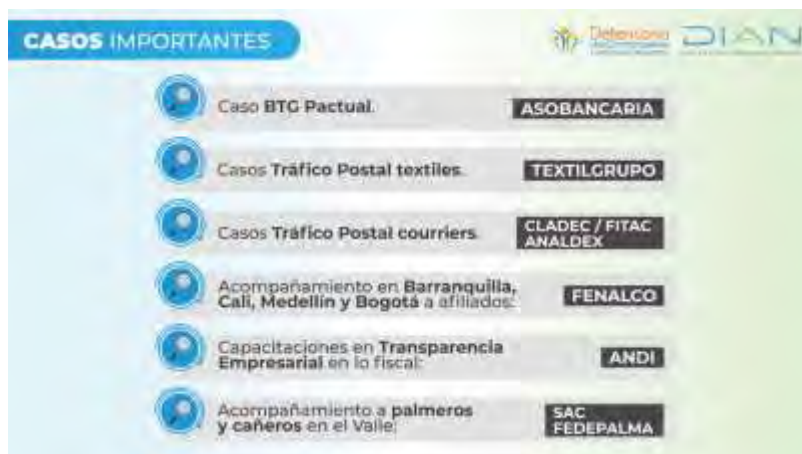 CASOS IMPORTANTES
Defensoría
DIAN
Caso BTG Pactual.
ASOBANCARIA
Casos Tráfico Postal textiles.
TEXTILGRUPO
Casos Tráfico Postal courriers.
CLADEC / FITAC
ANALDEX
Acompañamiento en Barranquilla,
Cali, Medellín y Bogotá a afiliados:
FENALCO
Capacitaciones en Transparencia
Empresarial en lo fiscal:
ANDI
Acompañamiento a palmeros
y cañeros en el Valle:
SAC
FEDEPALMA